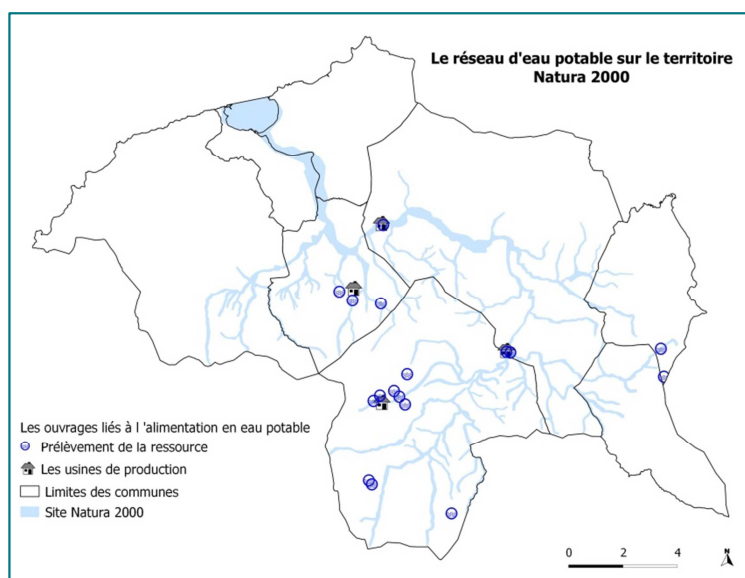 Le réseau d'eau potable sur le territoire
Natura 2000
Les ouvrages liés à l 'alimentation en eau potable
Prélèvement de la ressource
Les usines de production
Limites des communes
Site Natura 2000
0 2 4
N